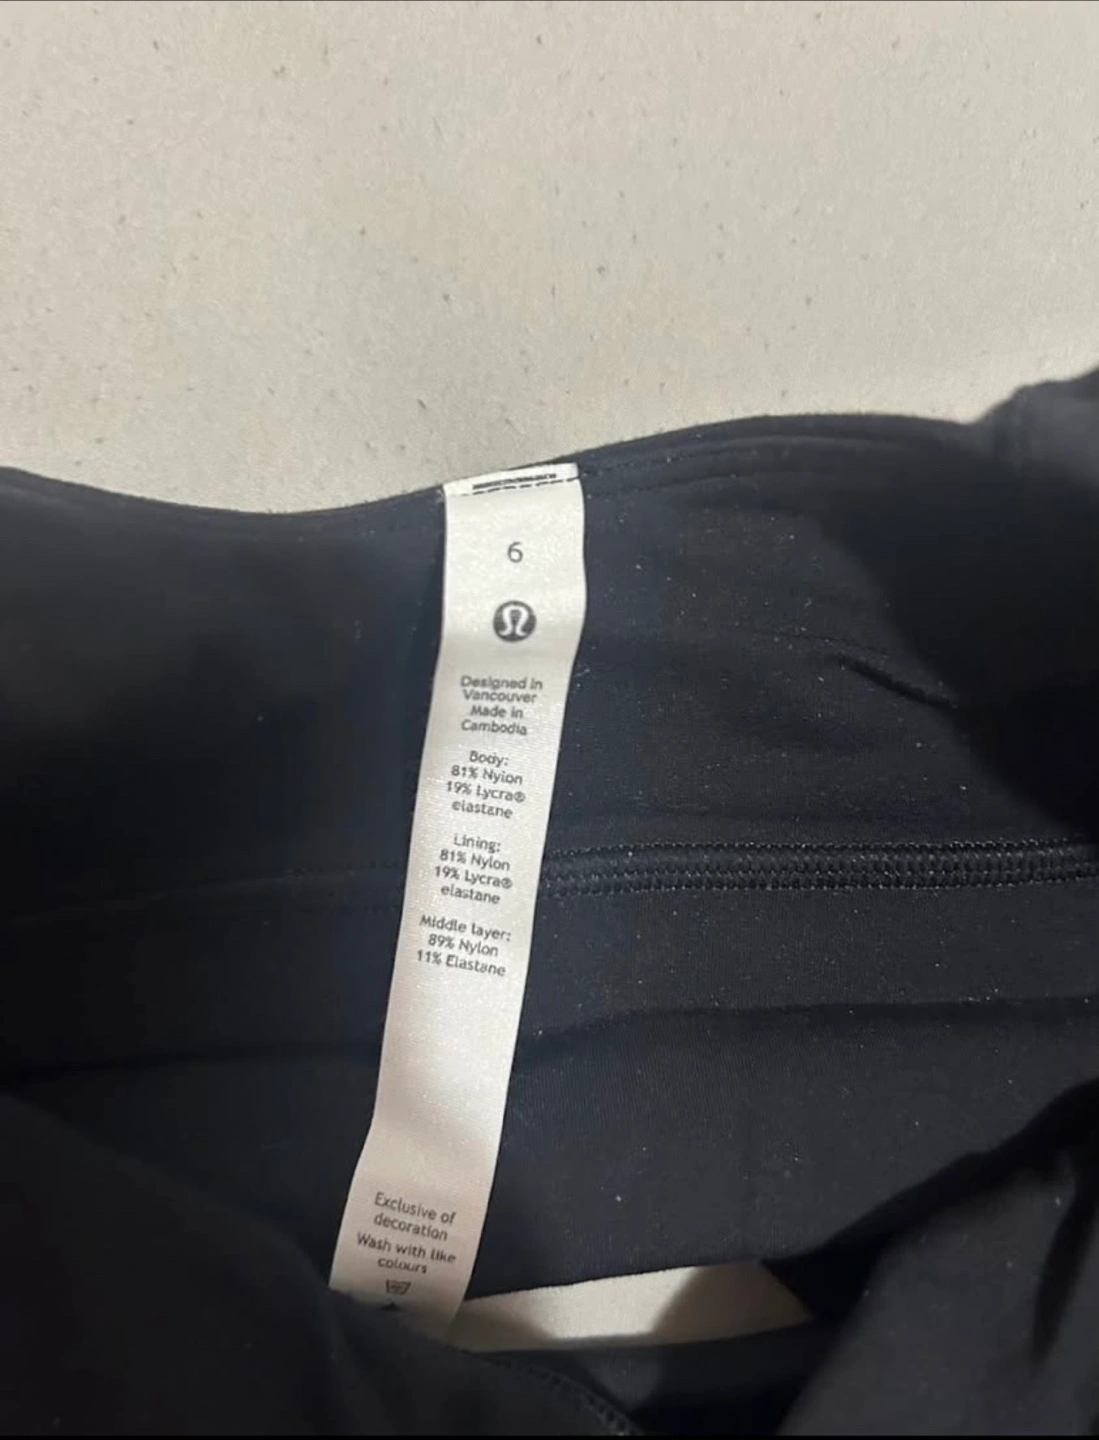 6
Designed in
Vancouver
Made in
Cambodia
Body:
81% Nylon
19% Lycra®
elastane
Lining:
81% Nylon
19% Lycra®
elastane
Middle layer:
89% Nylon
11% Elastane
Exclusive of
decoration
Wash with like
colours